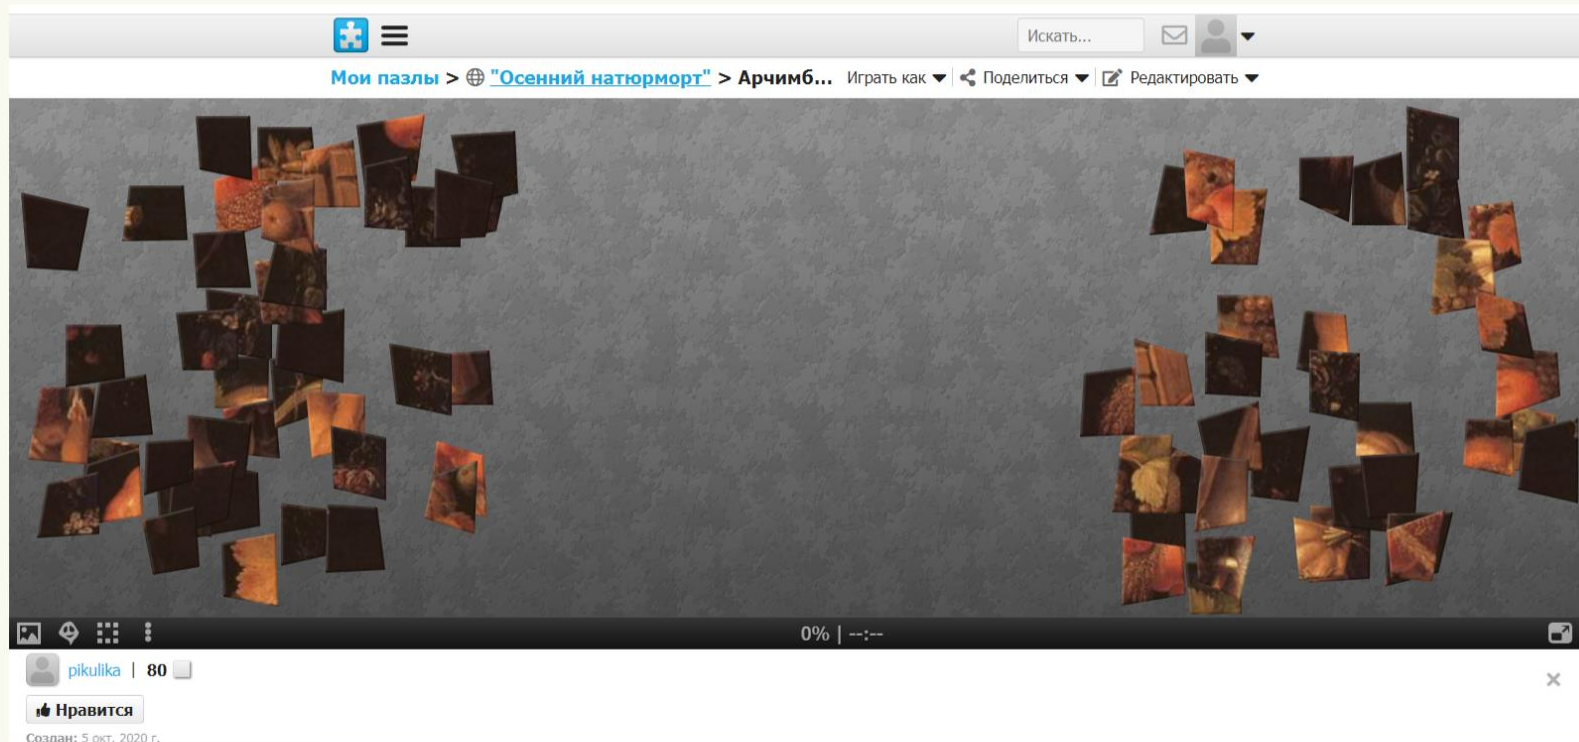 Искать...
Мои пазлы > "Осенний натюрморт" > Арчимб... Играть как Поделиться Редактировать
0% | --:--
pikulika | 80
Нравится
Создан: 5 окт. 2020 г.